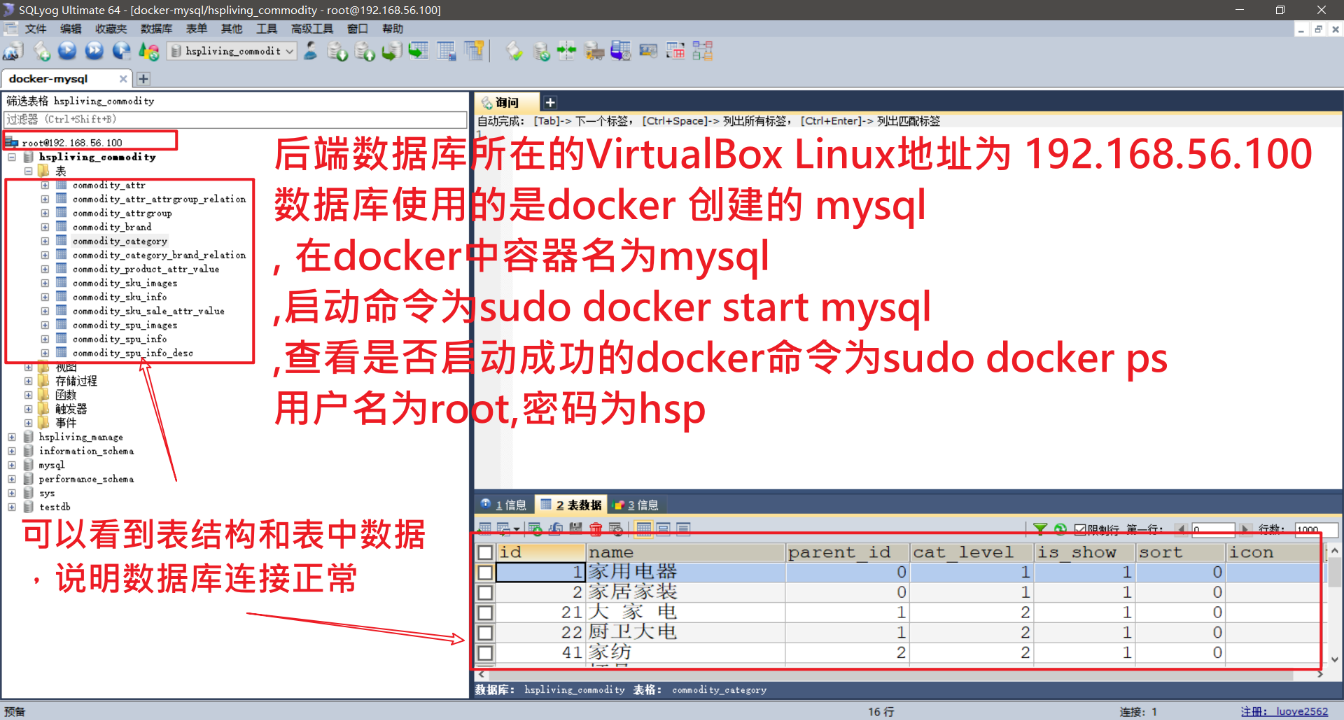 SQLyog Ultimate 64 - [docker-mysql/hspliving_commodity - root@192.168.56.100]
文件 编辑 收藏夹 数据库 表单 其他 工具 高级工具 窗口 帮助
hspliving_commodit
docker-mysql
筛选表格 hspliving_commodity
过滤器 (Ctrl+Shift+B)
root@192.168.56.100
hspliving_commodity
表
commodity_attr
commodity_attr_attrgroup_relation
commodity_attrgroup
commodity_brand
commodity_category
commodity_category_brand_relation
commodity_product_attr_value
commodity_sku_images
commodity_sku_info
commodity_sku_sale_attr_value
commodity_spu_images
commodity_spu_info
commodity_spu_info_desc
视图
存储过程
函数
触发器
事件
hspliving_manage
information_schema
mysql
performance_schema
sys
testdb
可以看到表结构和表中数据
，说明数据库连接正常
询问
自动完成: [Tab]-> 下一个标签, [Ctrl+Space]-> 列出所有标签, [Ctrl+Enter]-> 列出匹配标签
1
后端数据库所在的VirtualBox Linux地址为 192.168.56.100
数据库使用的是docker 创建的 mysql
, 在docker中容器名为mysql
,启动命令为sudo docker start mysql
,查看是否启动成功的docker命令为sudo docker ps
用户名为root,密码为hsp
1 信息 2 表数据 3 信息
限制行 第一行: 0 行数: 1000
id name parent_id cat_level is_show sort icon
1 家用电器 0 1 1 0
2 家居家装 0 1 1 0
21 大 家 电 1 2 1 0
22 厨卫大电 1 2 1 0
41 家纺 2 2 1 0
数据库: hspliving_commodity 表格: commodity_category
预备 16 行 连接: 1 注册: luove2562